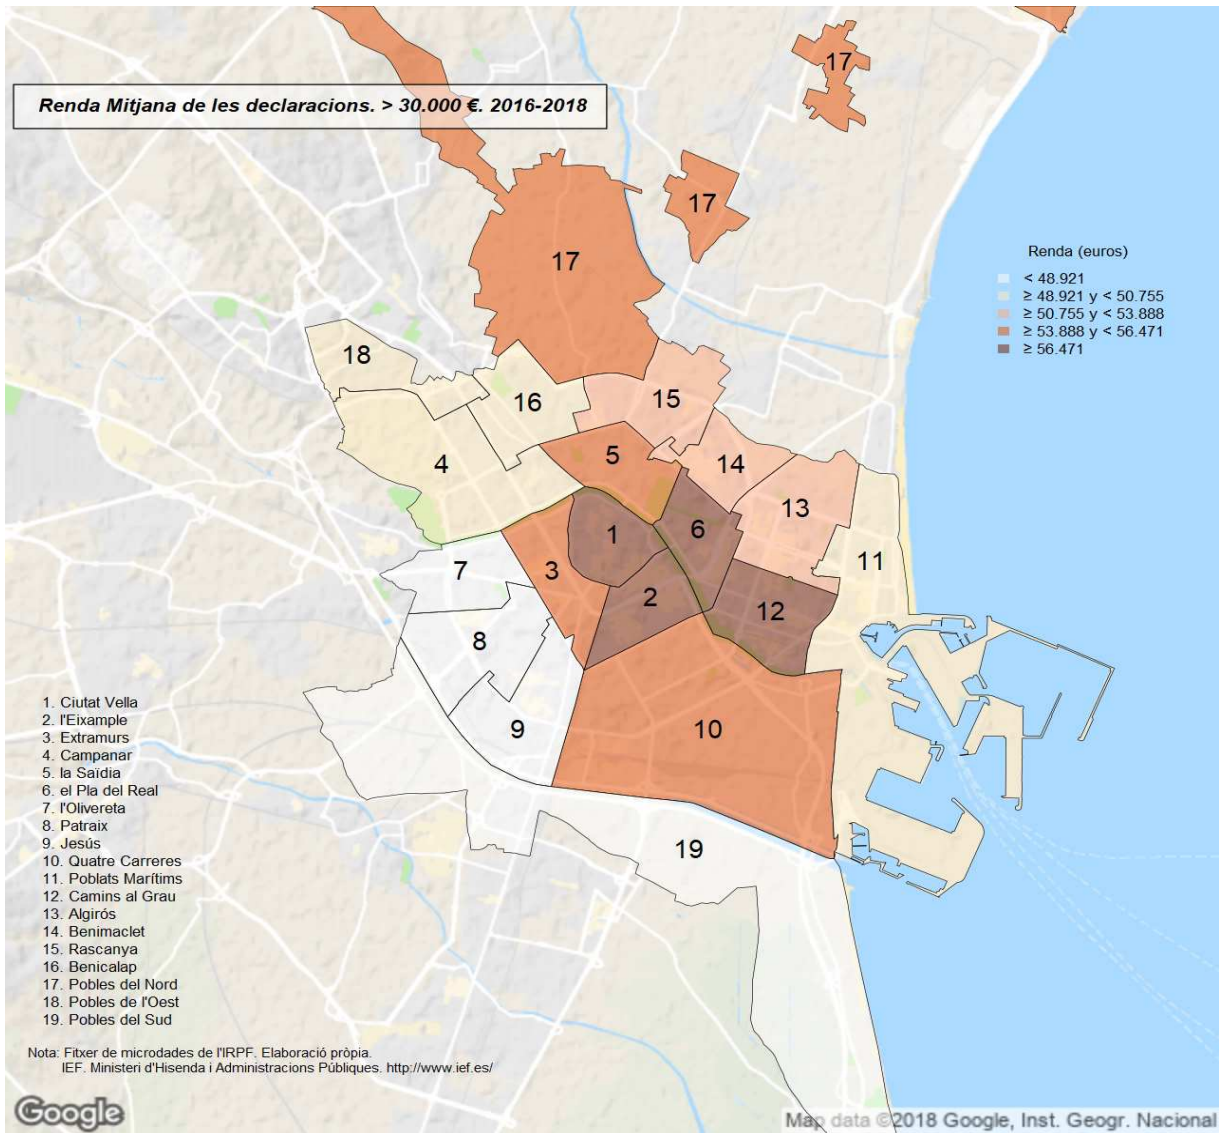 17
Renda Mitjana de les declaracions. > 30.000 €. 2016-2018
17
17
Renda (euros)
< 48.921
≥ 48.921 y < 50.755
≥ 50.755 y < 53.888
≥ 53.888 y < 56.471
≥ 56.471
18
16
15
4
5
14
13
1
6
11
7
3
2
12
8
9
10
19
1. Ciutat Vella
2. l'Eixample
3. Extramurs
4. Campanar
5. la Saïdia
6. el Pla del Real
7. l'Olivereta
8. Patraix
9. Jesús
10. Quatre Carreres
11. Poblats Marítims
12. Camins al Grau
13. Algirós
14. Benimaclet
15. Rascanya
16. Benicalap
17. Pobles del Nord
18. Pobles de l'Oest
19. Pobles del Sud
Nota: Fitxer de microdades de l'IRPF. Elaboració pròpia.
IEF. Ministeri d'Hisenda i Administracions Públiques. http://www.ief.es/
Google
Map data ©2018 Google, Inst. Geogr. Nacional